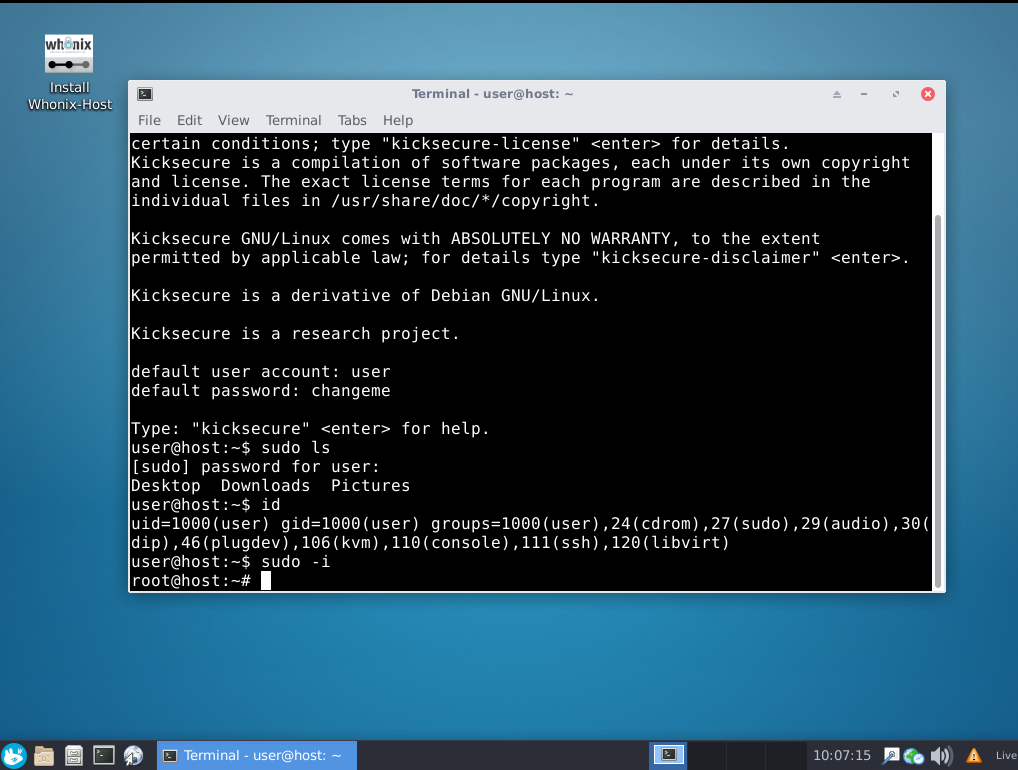 whonix
Install
Whonix-Host
Terminal - user@host: ~
File Edit View Terminal Tabs Help
certain conditions; type "kicksecure-license" <enter> for details.
Kicksecure is a compilation of software packages, each under its own copyright
and license. The exact license terms for each program are described in the
individual files in /usr/share/doc/*/copyright.
Kicksecure GNU/Linux comes with ABSOLUTELY NO WARRANTY, to the extent
permitted by applicable law; for details type "kicksecure-disclaimer" <enter>.
Kicksecure is a derivative of Debian GNU/Linux.
Kicksecure is a research project.
default user account: user
default password: changeme
Type: "kicksecure" <enter> for help.
user@host:~$ sudo ls
[sudo] password for user:
Desktop  Downloads  Pictures
user@host:~$ id
uid=1000(user) gid=1000(user) groups=1000(user),24(cdrom),27(sudo),29(audio),30(
dip),46(plugdev),106(kvm),110(console),111(ssh),120(libvirt)
user@host:~$ sudo -i
root@host:~#
Terminal - user@host: ~
10:07:15
Live